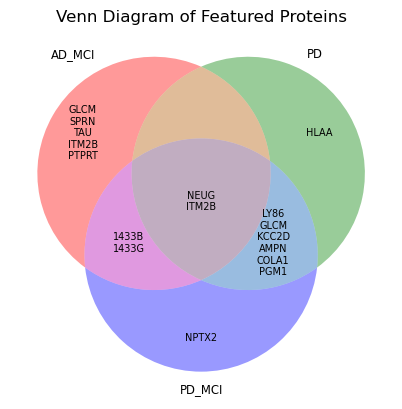 Venn Diagram of Featured Proteins
AD_MCI
PD
GLCM
SPRN
TAU
ITM2B
PTPRT
HLAA
NEUG
ITM2B
1433B
1433G
LY86
GLCM
KCC2D
AMPN
COLA1
PGM1
NPTX2
PD_MCI